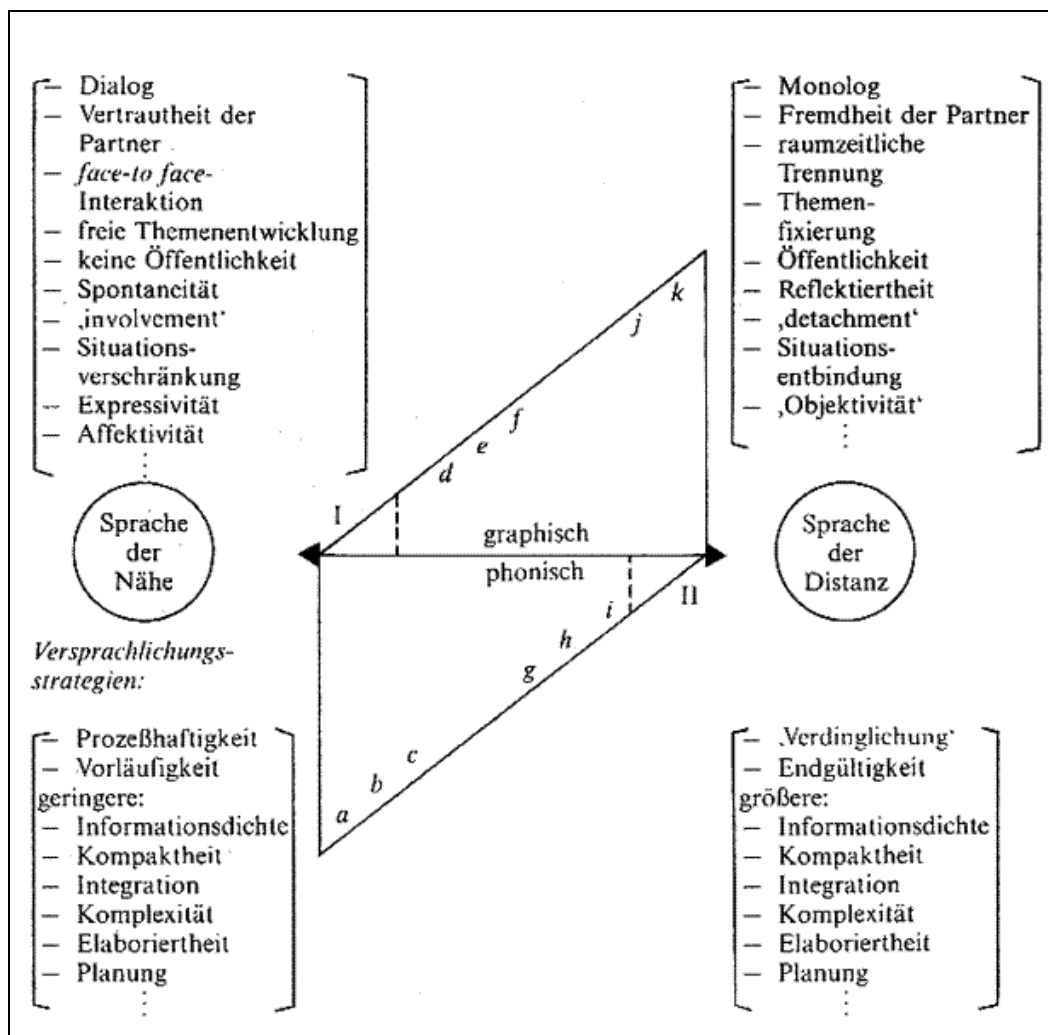 – Dialog
– Vertrautheit der
Partner
– face-to face-
Interaktion
– freie Themenentwicklung
– keine Öffentlichkeit
– Spontaneität
– ‚involvement‘
– Situations-
verschränkung
– Expressivität
– Affektivität
⋮
– Monolog
– Fremdheit der Partner
– raumzeitliche
Trennung
– Themen-
fixierung
– Öffentlichkeit
– Reflektiertheit
– ‚detachment‘
– Situations-
entbindung
– ‚Objektivität‘
⋮
k
j
f
e
d
I
Sprache
der
Nähe
graphisch
phonisch
Sprache
der
Distanz
II
i
h
g
c
b
a
Versprachlichungs-
strategien:
– Prozeßhaftigkeit
– Vorläufigkeit
geringere:
– Informationsdichte
– Kompaktheit
– Integration
– Komplexität
– Elaboriertheit
– Planung
⋮
– ‚Verdinglichung‘
– Endgültigkeit
größere:
– Informationsdichte
– Kompaktheit
– Integration
– Komplexität
– Elaboriertheit
– Planung
⋮